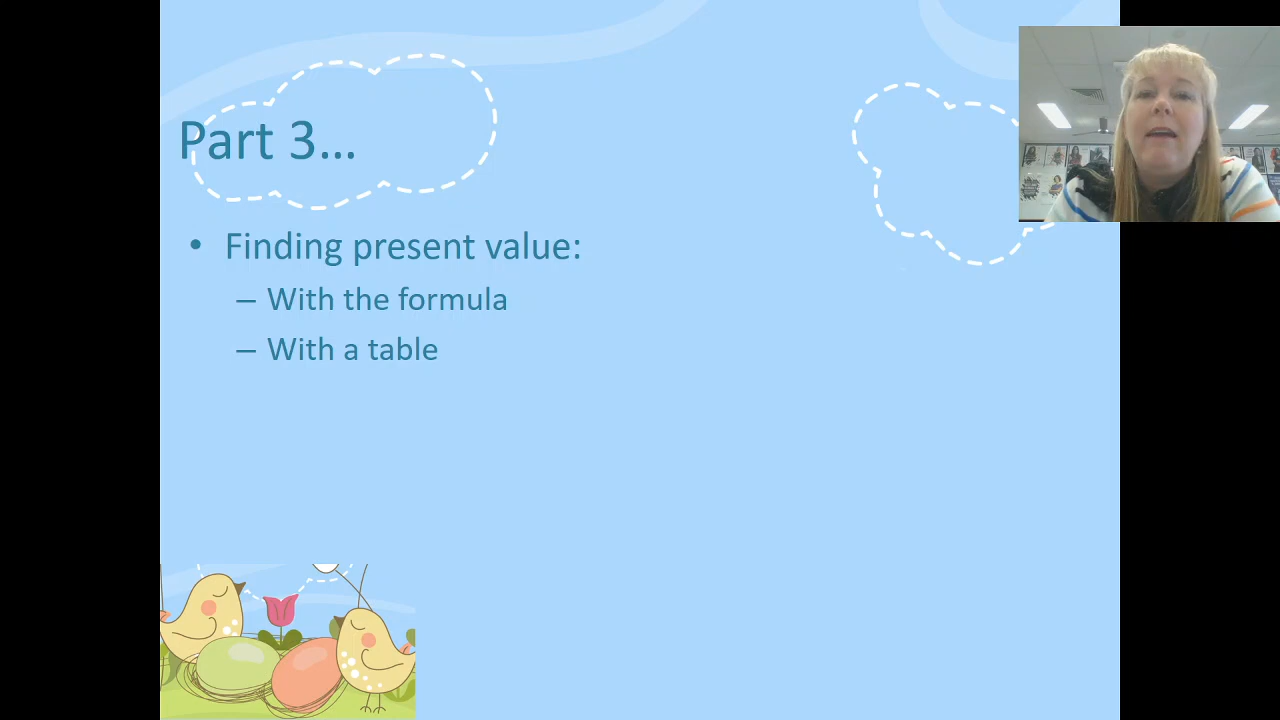 Part 3…
• Finding present value:
– With the formula
– With a table